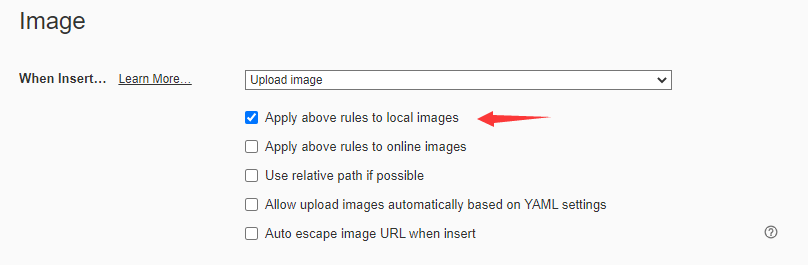 Image
When Insert... Learn More... Upload image
Apply above rules to local images
Apply above rules to online images
Use relative path if possible
Allow upload images automatically based on YAML settings
Auto escape image URL when insert ?